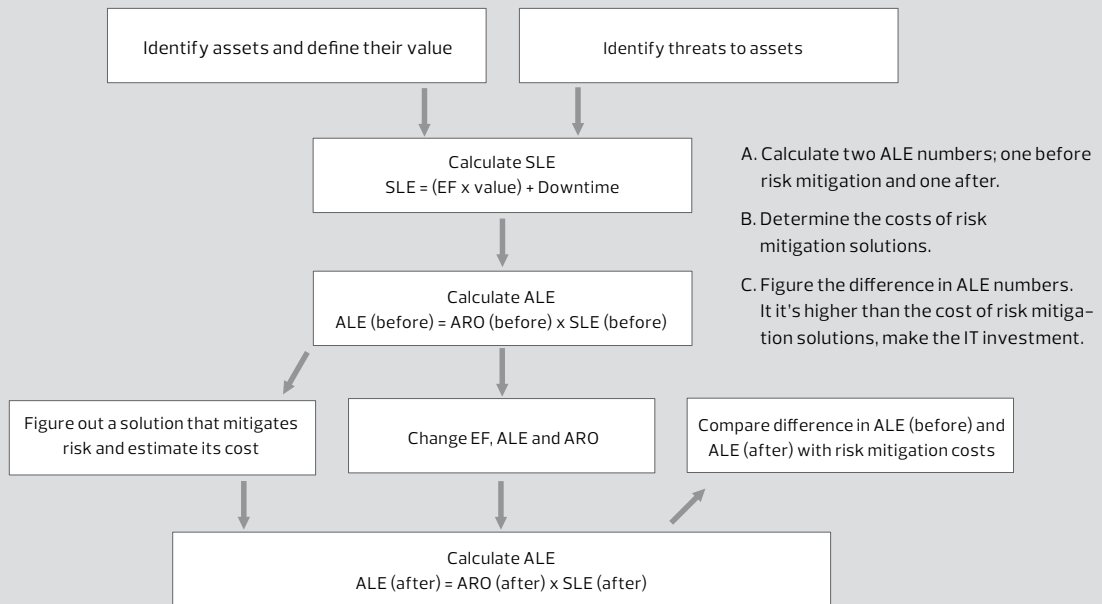 Identify assets and define their value
Identify threats to assets
Calculate SLE
SLE = (EF x value) + Downtime
A. Calculate two ALE numbers; one before
risk mitigation and one after.
B. Determine the costs of risk
mitigation solutions.
C. Figure the difference in ALE numbers.
It it's higher than the cost of risk mitiga-
tion solutions, make the IT investment.
Calculate ALE
ALE (before) = ARO (before) x SLE (before)
Figure out a solution that mitigates
risk and estimate its cost
Change EF, ALE and ARO
Compare difference in ALE (before) and
ALE (after) with risk mitigation costs
Calculate ALE
ALE (after) = ARO (after) x SLE (after)